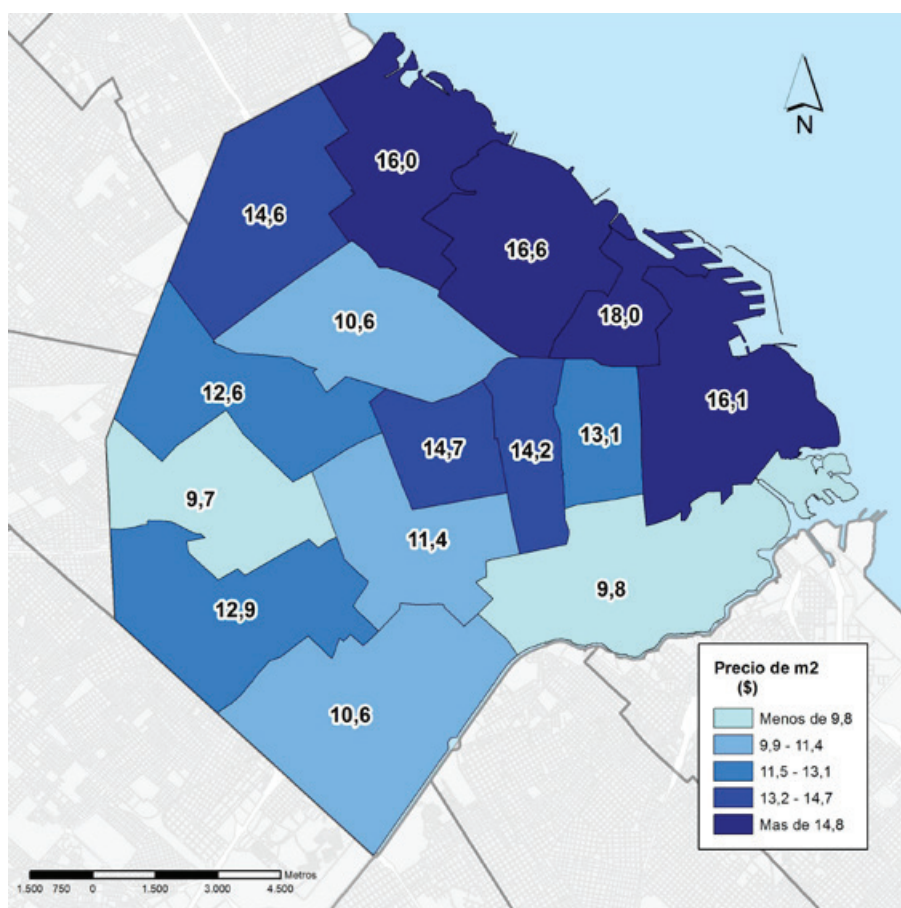 N
16,0
14,6
16,6
18,0
10,6
12,6
16,1
14,7
14,2
13,1
9,7
11,4
9,8
12,9
10,6
Precio de m2
($)
Menos de 9,8
9,9 - 11,4
11,5 - 13,1
13,2 - 14,7
Mas de 14,8
Metros
1.500 750 0 1.500 3.000 4.500